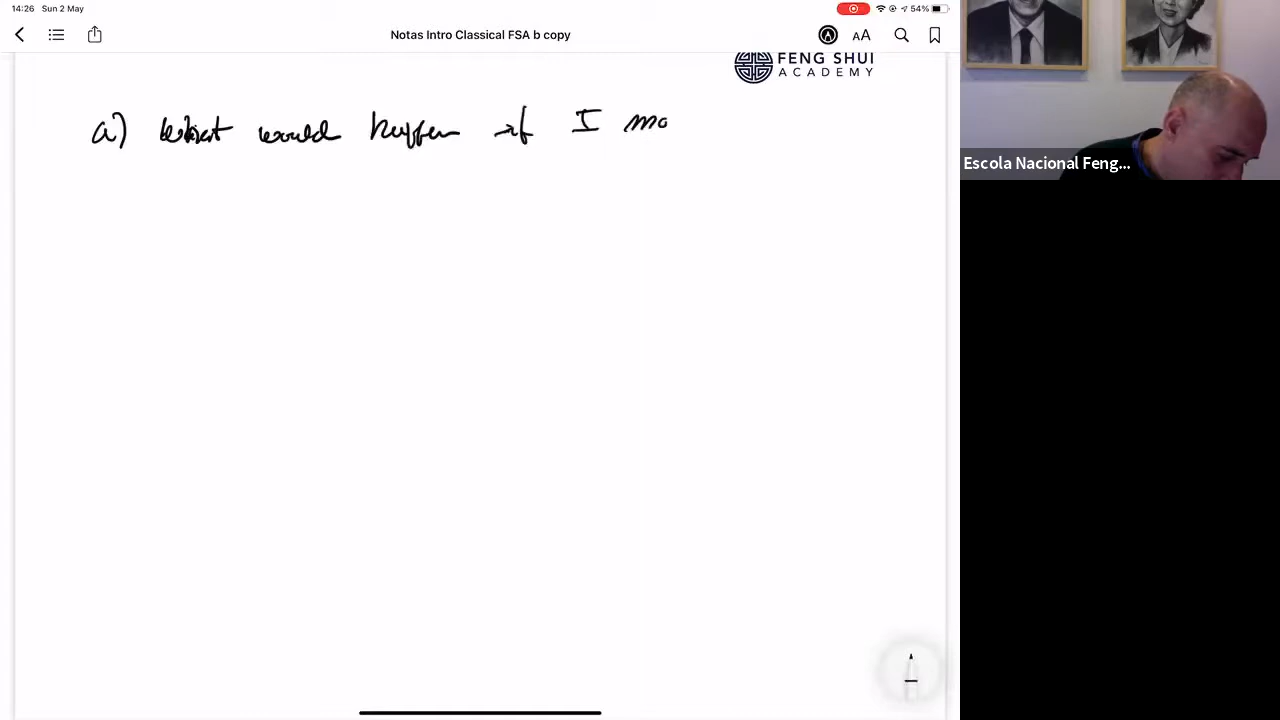 14:26 Sun 2 May
54%
Notas Intro Classical FSA b copy
AA
FENG SHUI
ACADEMY
a) what would happen if I mo
Escola Nacional Feng...